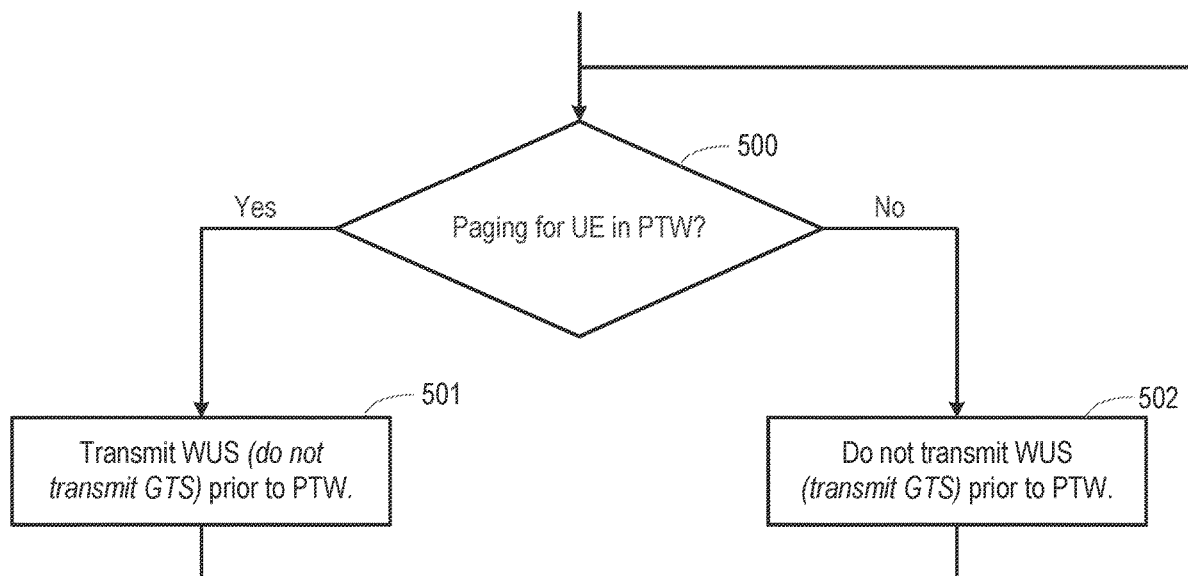 500
Yes
Paging for UE in PTW?
No
501
502
Transmit WUS (do not
transmit GTS) prior to PTW.
Do not transmit WUS
(transmit GTS) prior to PTW.